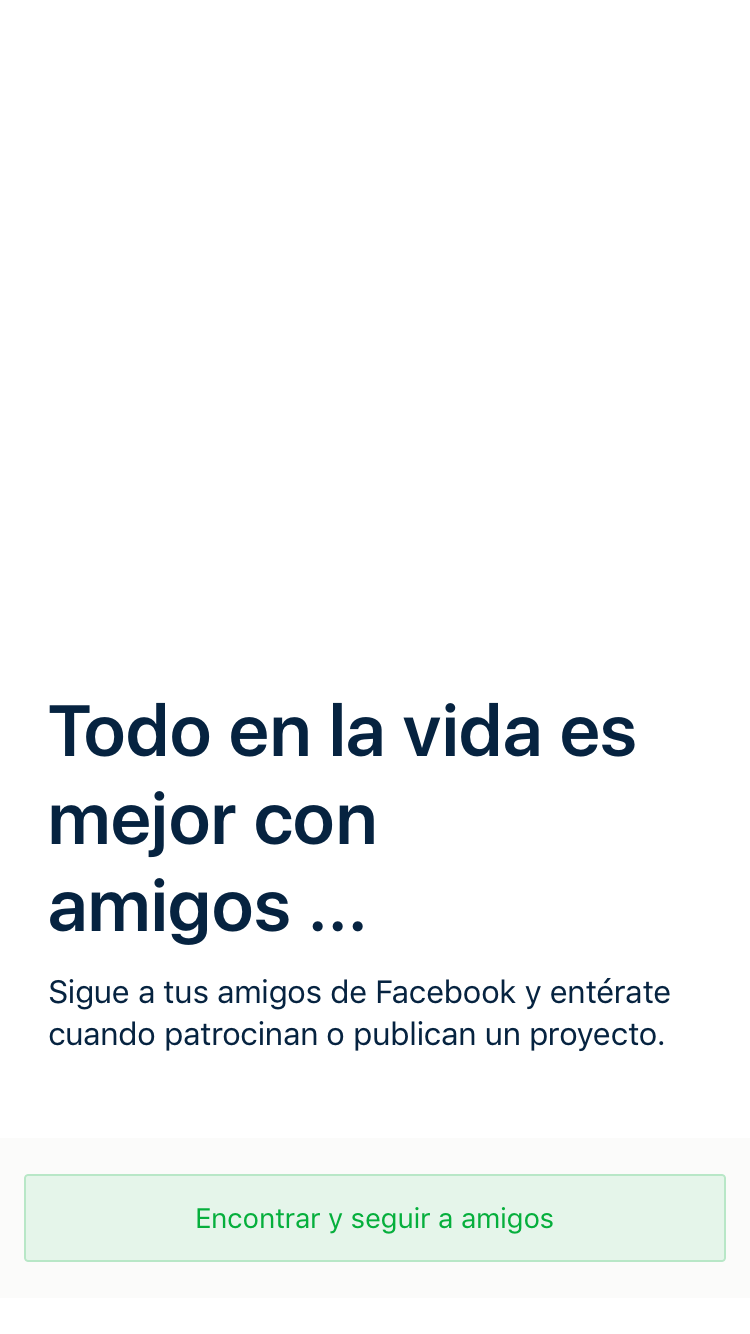 Todo en la vida es
mejor con
amigos ...
Sigue a tus amigos de Facebook y entérate
cuando patrocinan o publican un proyecto.
Encontrar y seguir a amigos